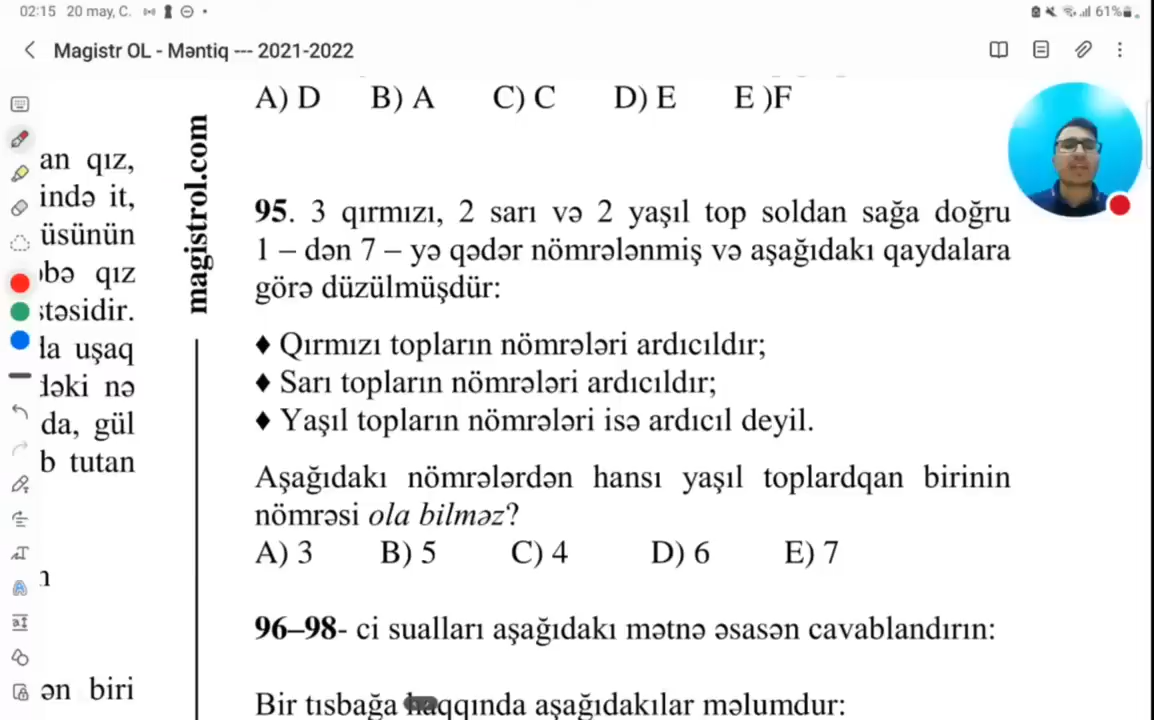 02:15 20 may, C.
61%
Magistr OL - Məntiq --- 2021-2022
A) D B) A C) C D) E E )F
an qız,
ində it,
üsünün
bə qız
stəsidir.
da uşaq
dəki nə
da, gül
b tutan
n
ən biri
magistrol.com
95. 3 qırmızı, 2 sarı və 2 yaşıl top soldan sağa doğru
1 – dən 7 – yə qədər nömrələnmiş və aşağıdakı qaydalara
görə düzülmüşdür:
♦ Qırmızı topların nömrələri ardıcıldır;
♦ Sarı topların nömrələri ardıcıldır;
♦ Yaşıl topların nömrələri isə ardıcıl deyil.
Aşağıdakı nömrələrdən hansı yaşıl toplardqan birinin
nömrəsi ola bilməz?
A) 3 B) 5 C) 4 D) 6 E) 7
96–98- ci sualları aşağıdakı mətnə əsasən cavablandırın:
Bir tısbağa haqqında aşağıdakılar məlumdur: